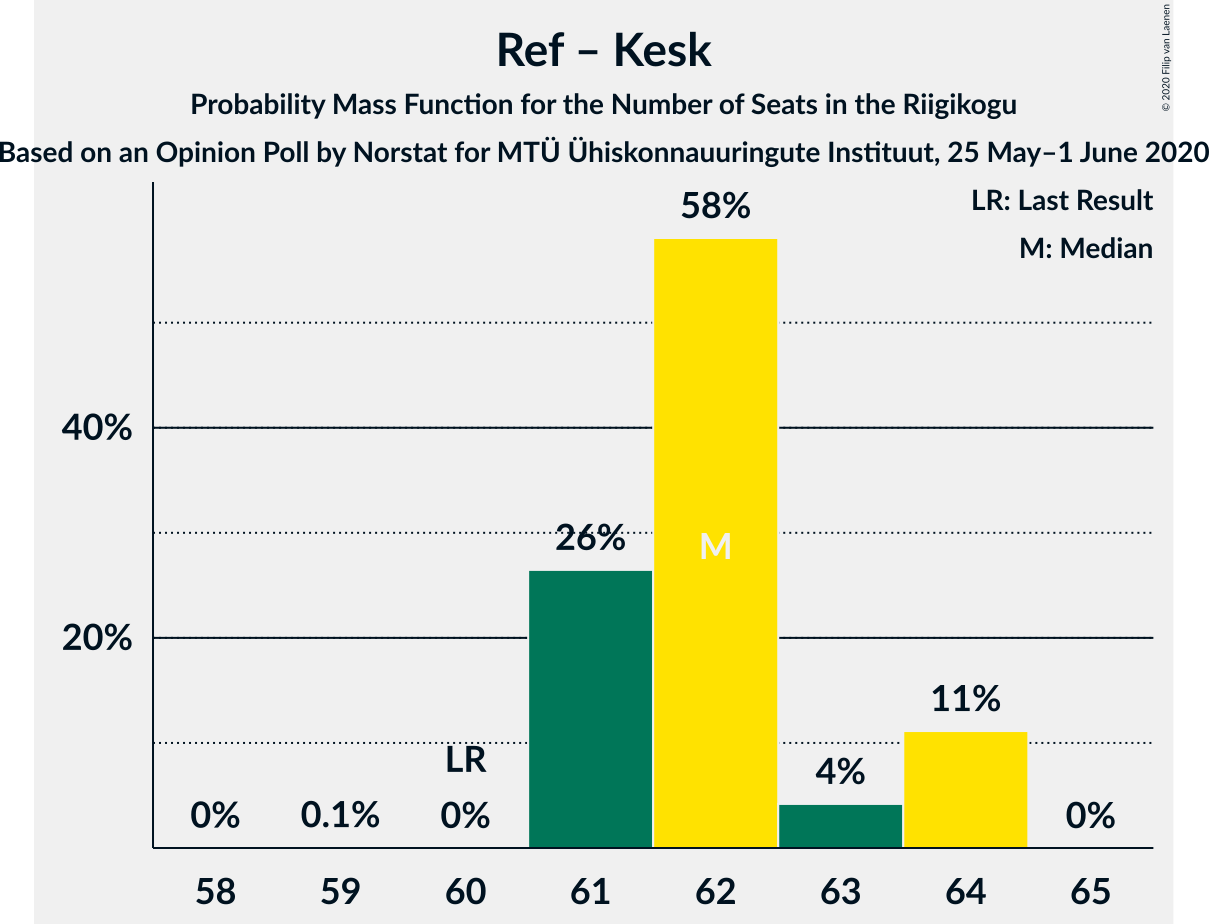 Ref – Kesk
Probability Mass Function for the Number of Seats in the Riigikogu
Based on an Opinion Poll by Norstat for MTÜ Ühiskonnauuringute Instituut, 25 May–1 June 2020
© 2020 Filip van Laenen
LR: Last Result
M: Median
58%
40%
26%
M
20%
11%
LR
4%
0% 0.1% 0% 0%
58 59 60 61 62 63 64 65